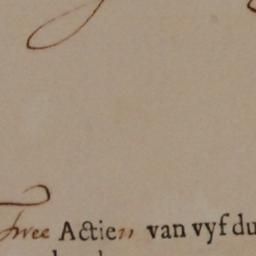 Twee Actien van vyf du